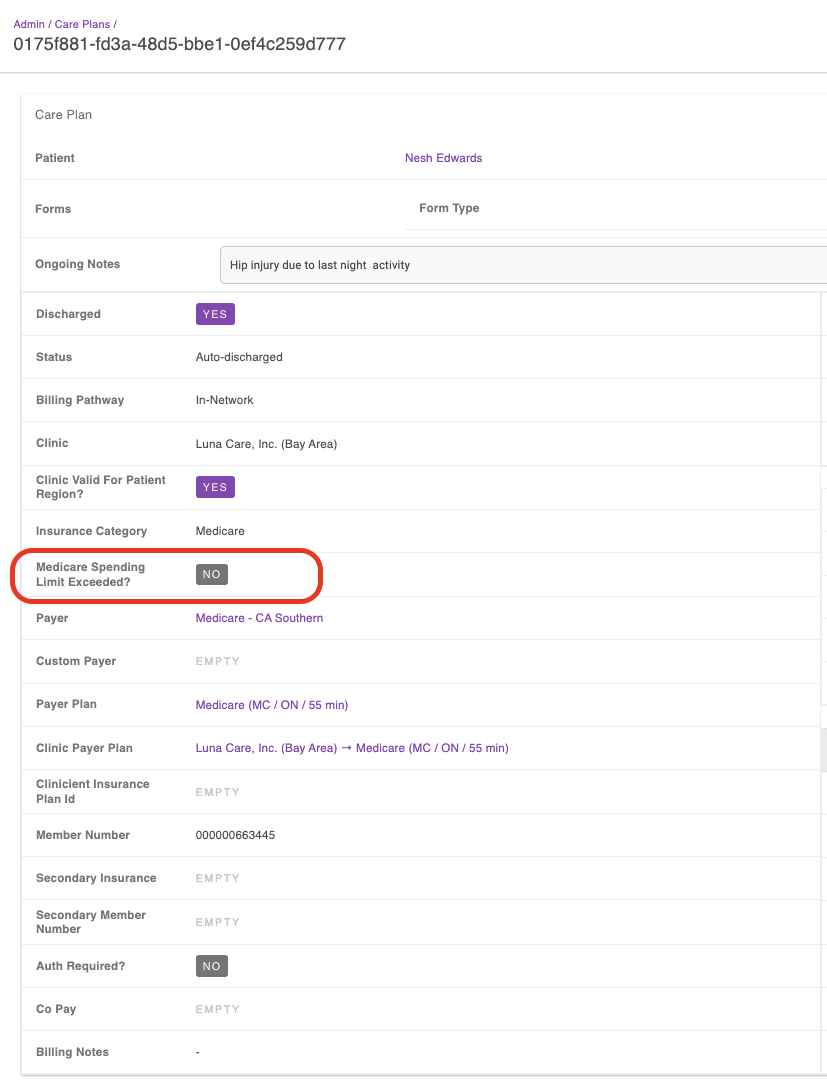 Admin / Care Plans /
0175f881-fd3a-48d5-bbe1-0ef4c259d777
Care Plan
Patient Nesh Edwards
Forms Form Type
Ongoing Notes Hip injury due to last night activity
Discharged YES
Status Auto-discharged
Billing Pathway In-Network
Clinic Luna Care, Inc. (Bay Area)
Clinic Valid For Patient
Region? YES
Insurance Category Medicare
Medicare Spending
Limit Exceeded? NO
Payer Medicare - CA Southern
Custom Payer EMPTY
Payer Plan Medicare (MC / ON / 55 min)
Clinic Payer Plan Luna Care, Inc. (Bay Area) → Medicare (MC / ON / 55 min)
Clinicient Insurance
Plan Id EMPTY
Member Number 000000663445
Secondary Insurance EMPTY
Secondary Member
Number EMPTY
Auth Required? NO
Co Pay EMPTY
Billing Notes -